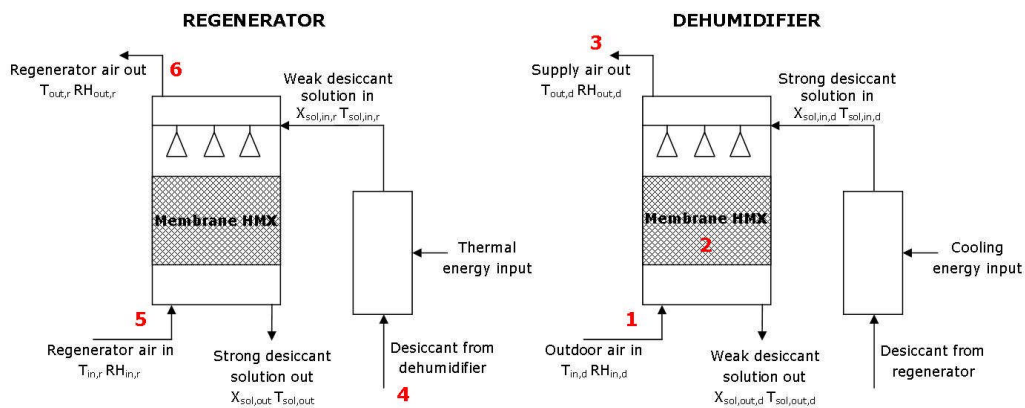 REGENERATOR
6
Regenerator air out
Tout,r RHout,r
Weak desiccant
solution in
Xsol,in,r Tsol,in,r
Membrane HMX
Thermal
energy input
5
Regenerator air in
Tin,r RHin,r
Strong desiccant
solution out
Xsol,out Tsol,out
Desiccant from
dehumidifier
4
DEHUMIDIFIER
3
Supply air out
Tout,d RHout,d
Strong desiccant
solution in
Xsol,in,d Tsol,in,d
Membrane HMX
2
Cooling
energy input
1
Outdoor air in
Tin,d RHin,d
Weak desiccant
solution out
Xsol,out,d Tsol,out,d
Desiccant from
regenerator